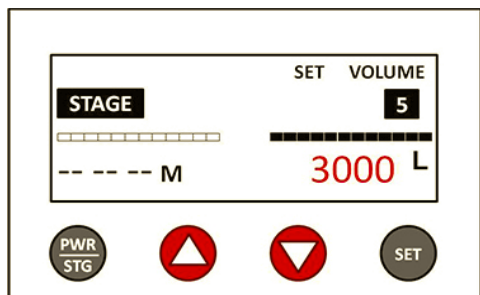 SET VOLUME
STAGE 5
-- -- -- M 3000 L
PWR
STG
SET